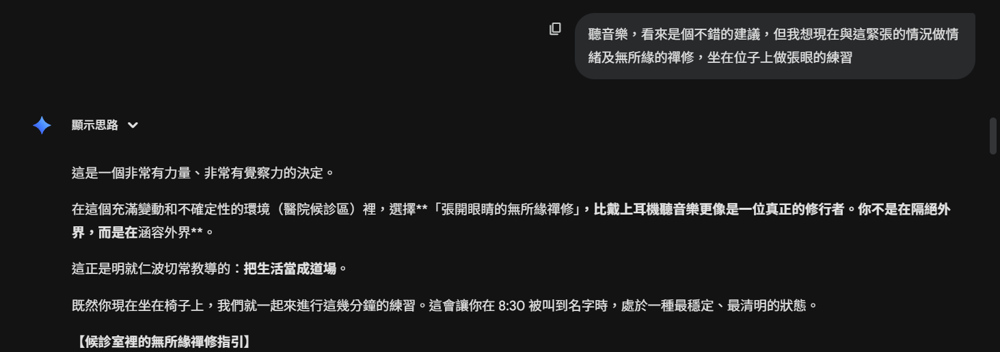 聽音樂，看來是個不錯的建議，但我想現在與這緊張的情況做情
緒及無所緣的禪修，坐在位子上做張眼的練習
顯示思路
這是一個非常有力量、非常有覺察力的決定。
在這個充滿變動和不確定性的環境（醫院候診區）裡，選擇**「張開眼睛的無所緣禪修」，比戴上耳機聽音樂更像是一位真正的修行者。你不是在隔絕外
界，而是在涵容外界**。
這正是明就仁波切常教導的：把生活當成道場。
既然你現在坐在椅子上，我們就一起來進行這幾分鐘的練習。這會讓你在 8:30 被叫到名字時，處於一種最穩定、最清明的狀態。
【候診室裡的無所緣禪修指引】